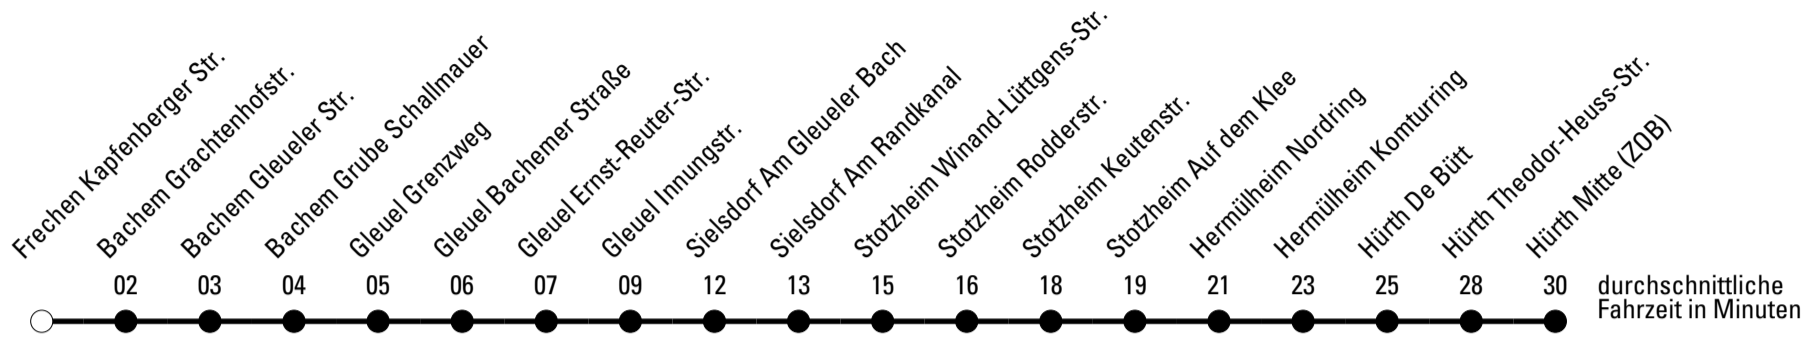 Frechen Kapfenberger Str.
Bachem Grachtenhofstr.
Bachem Gleueler Str.
Bachem Grube Schallmauer
Gleuel Grenzweg
Gleuel Bachemer Straße
Gleuel Ernst-Reuter-Str.
Gleuel Innungstr.
Sielsdorf Am Gleueler Bach
Sielsdorf Am Randkanal
Stotzheim Winand-Lüttgens-Str.
Stotzheim Rodderstr.
Stotzheim Keutenstr.
Stotzheim Auf dem Klee
Hermülheim Nordring
Hermülheim Komturring
Hürth De Bütt
Hürth Theodor-Heuss-Str.
Hürth Mitte (ZOB)
02 03 04 05 06 07 09 12 13 15 16 18 19 21 23 25 28 30 durchschnittliche
Fahrzeit in Minuten